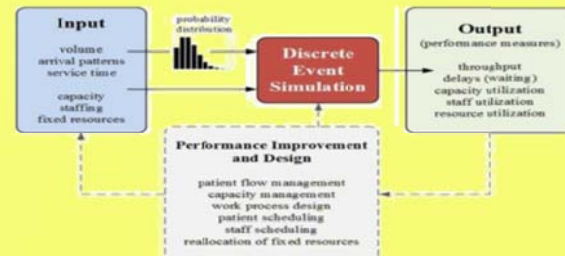 Input
volume
arrival patterns
service time
capacity
staffing
fixed resources
probability
distribution
Discrete
Event
Simulation
Output
(performance measures)
throughput
delays (waiting)
capacity utilization
staff utilization
resource utilization
Performance Improvement
and Design
patient flow management
capacity management
work process design
patient scheduling
staff scheduling
reallocation of fixed resources